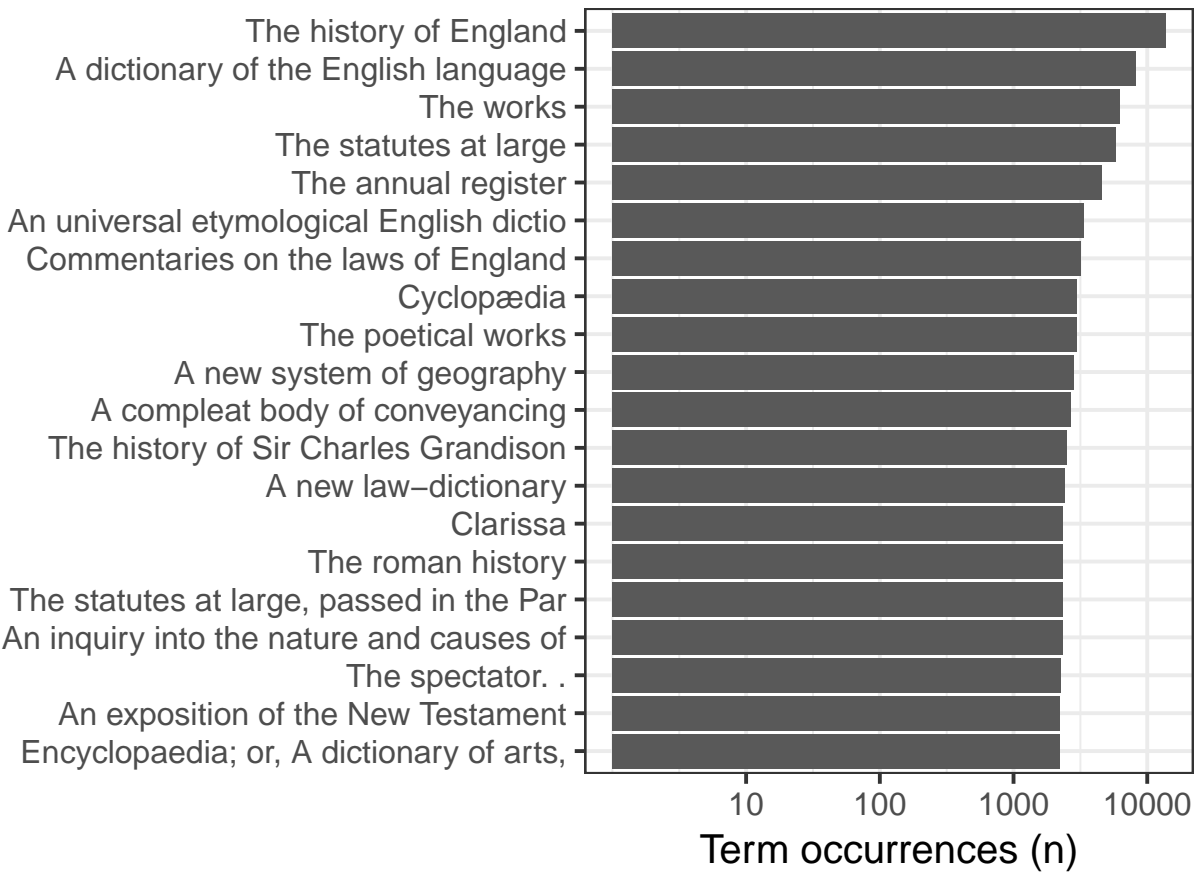 The history of England
A dictionary of the English language
The works
The statutes at large
The annual register
An universal etymological English dictio
Commentaries on the laws of England
Cyclopædia
The poetical works
A new system of geography
A compleat body of conveyancing
The history of Sir Charles Grandison
A new law−dictionary
Clarissa
The roman history
The statutes at large, passed in the Par
An inquiry into the nature and causes of
The spectator. .
An exposition of the New Testament
Encyclopaedia; or, A dictionary of arts,
10 100 1000 10000
Term occurrences (n)